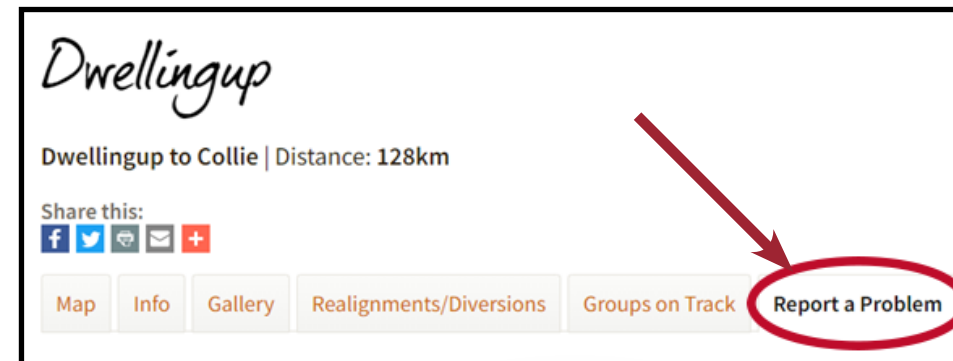 Dwellingup
Dwellingup to Collie | Distance: 128km
Share this:
Map Info Gallery Realignments/Diversions Groups on Track Report a Problem